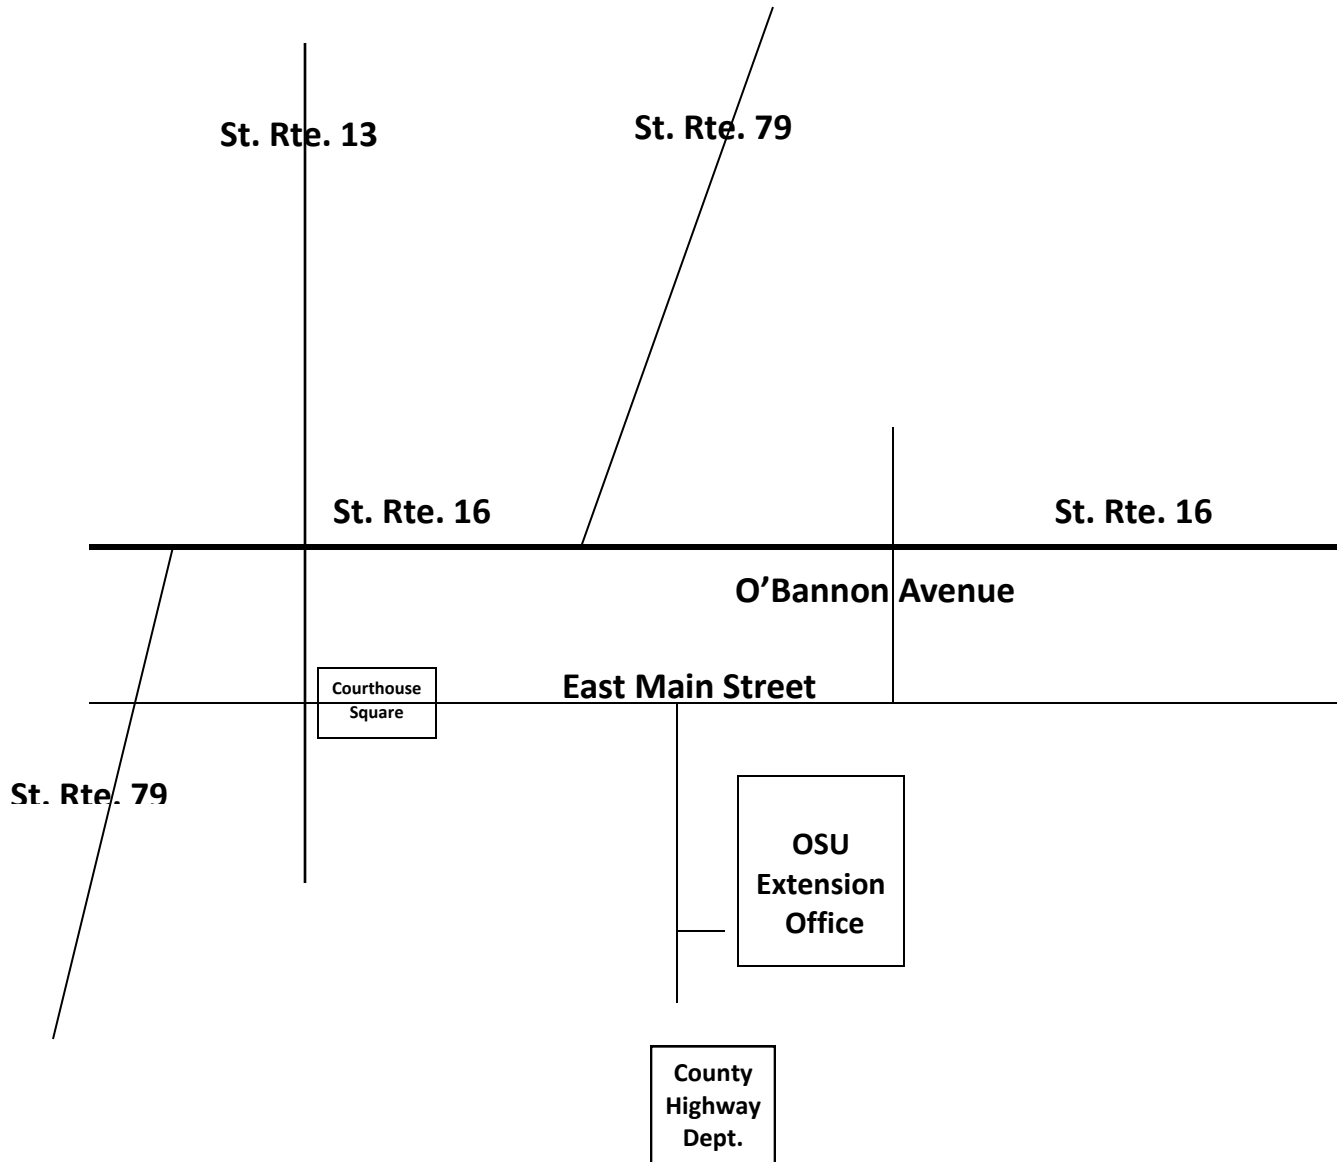 St. Rte. 13
St. Rte. 79
St. Rte. 16
St. Rte. 16
O’Bannon Avenue
East Main Street
Courthouse
Square
St. Rte. 79
OSU
Extension
Office
County
Highway
Dept.